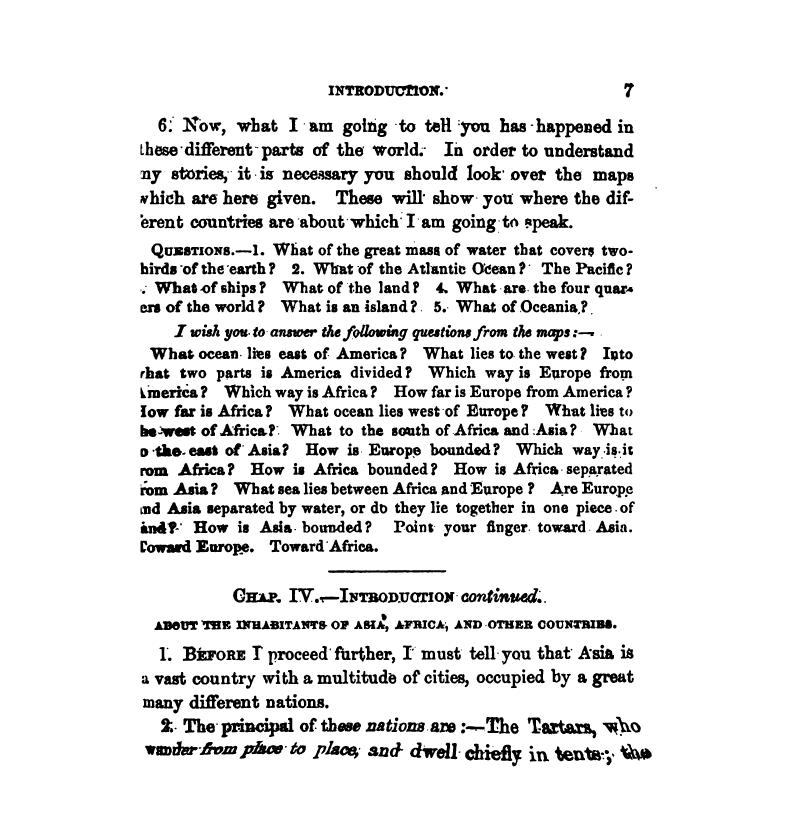 INTRODUCTION. 7
6. Now, what I am going to tell you has happened in
these different parts of the world. In order to understand
ny stories, it is necessary you should look over the maps
which are here given. These will show you where the dif-
erent countries are about which I am going to speak.
QUESTIONS.—1. What of the great mass of water that covers two-
hirds of the earth? 2. What of the Atlantic Ocean? The Pacific?
. What of ships? What of the land? 4. What are the four quar-
ers of the world? What is an island? 5. What of Oceania?
I wish you to answer the following questions from the maps:—
What ocean lies east of America? What lies to the west? Into
what two parts is America divided? Which way is Europe from
America? Which way is Africa? How far is Europe from America?
How far is Africa? What ocean lies west of Europe? What lies to
he west of Africa? What to the south of Africa and Asia? What
o the east of Asia? How is Europe bounded? Which way is it
rom Africa? How is Africa bounded? How is Africa separated
rom Asia? What sea lies between Africa and Europe? Are Europe
and Asia separated by water, or do they lie together in one piece of
and? How is Asia bounded? Point your finger toward Asia.
Toward Europe. Toward Africa.
CHAP. IV.—INTRODUCTION continued.
ABOUT THE INHABITANTS OF ASIA, AFRICA, AND OTHER COUNTRIES.
1. BEFORE I proceed further, I must tell you that Asia is
a vast country with a multitude of cities, occupied by a great
many different nations.
2. The principal of these nations are:—The Tartars, who
wander from place to place, and dwell chiefly in tents; the